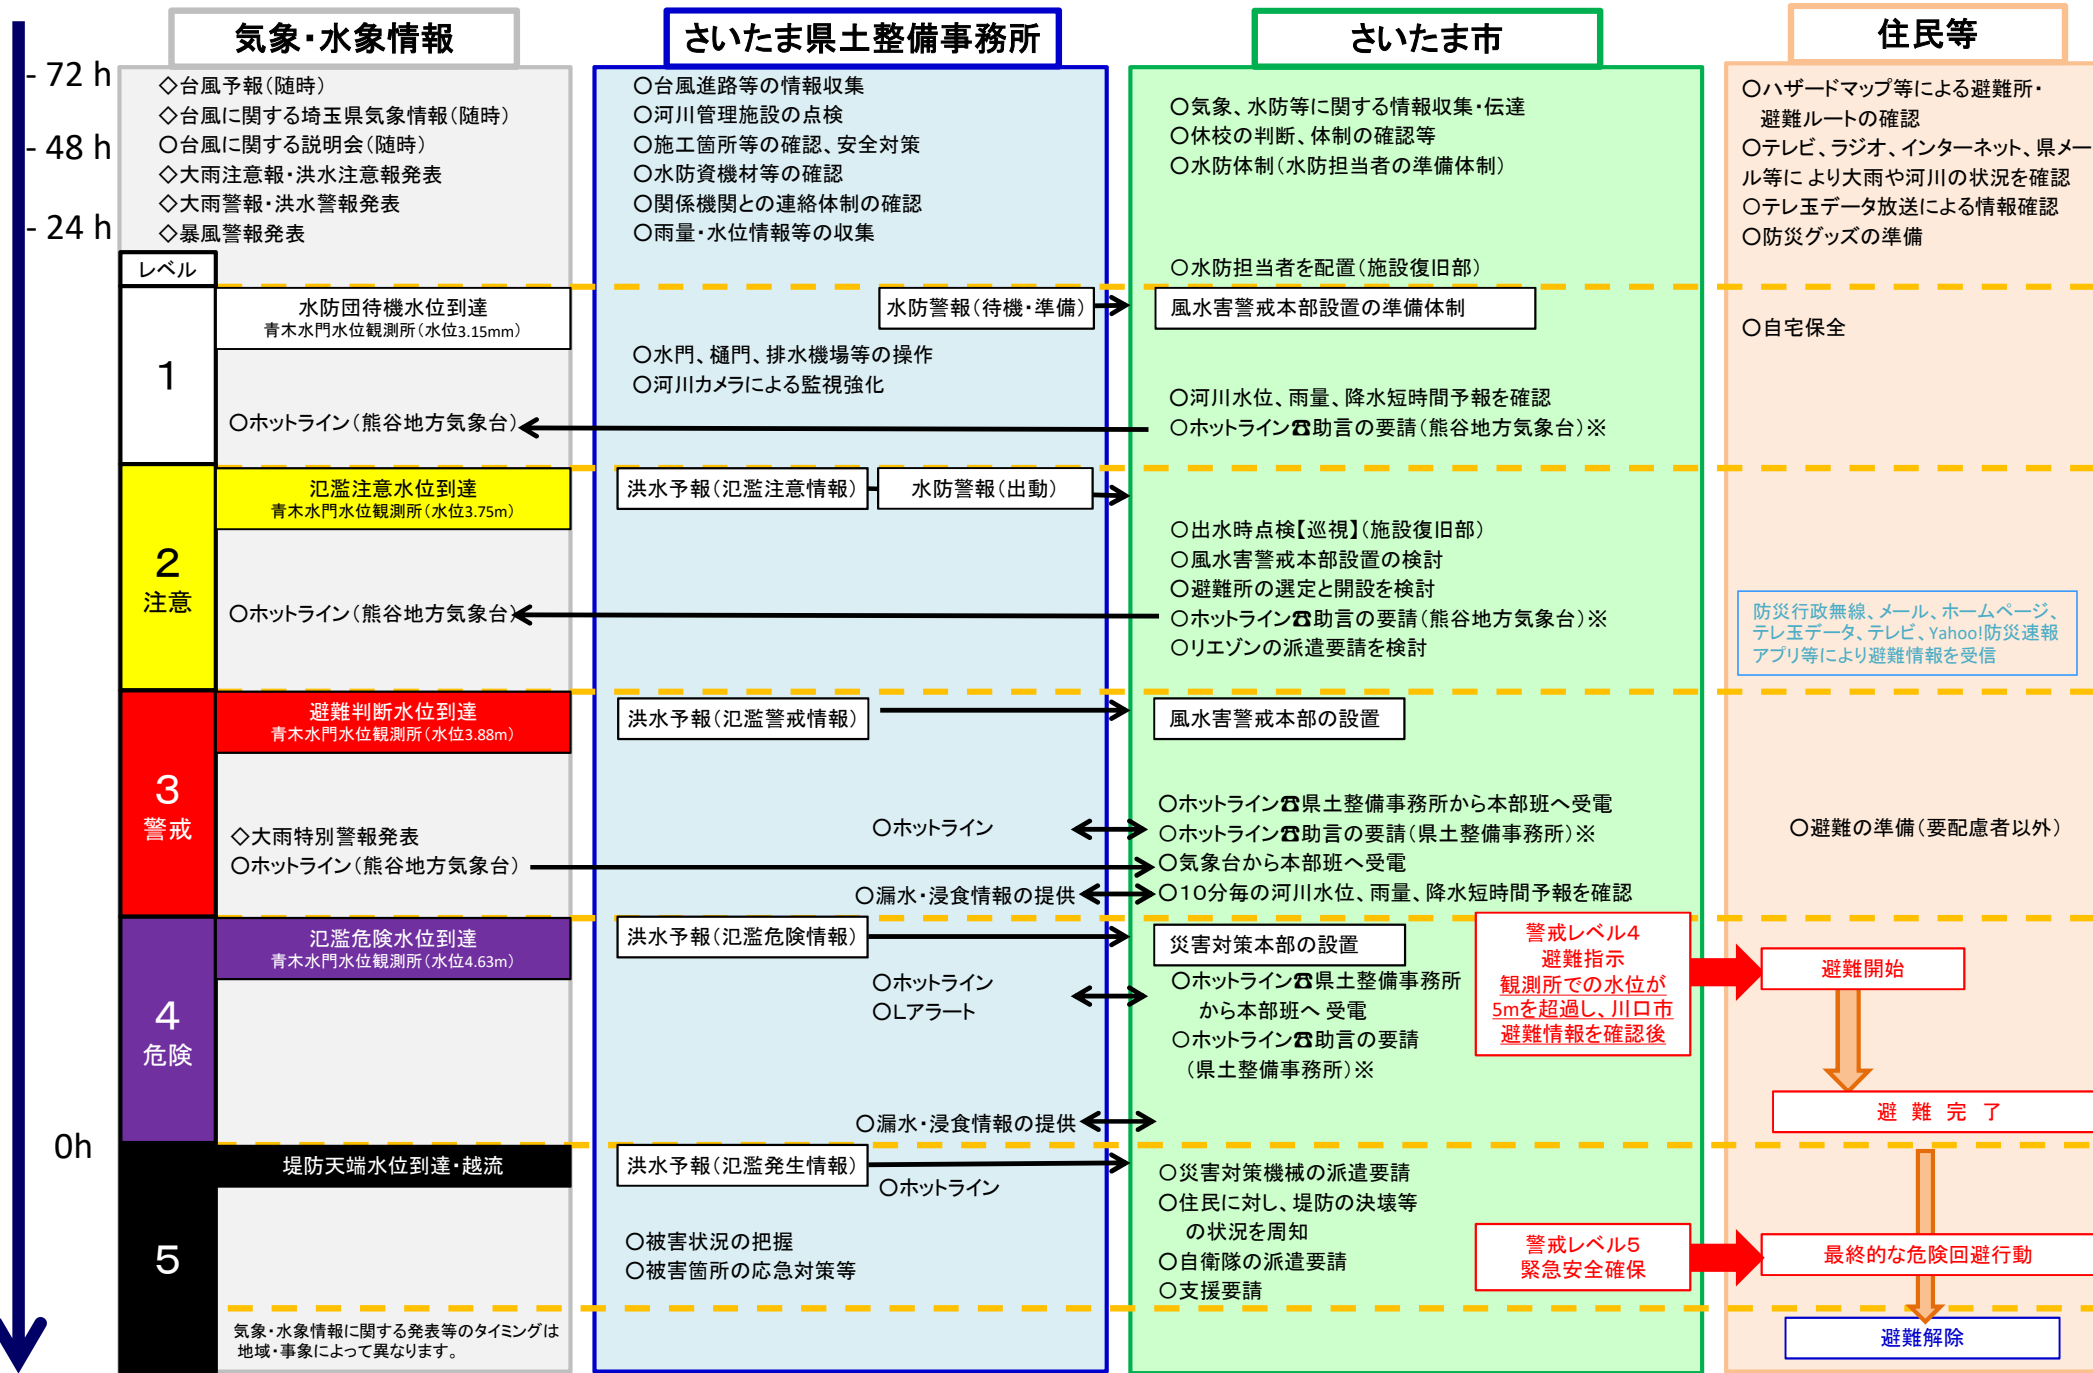 気象・水象情報
さいたま県土整備事務所
さいたま市
住民等
- 72 h
- 48 h
- 24 h
0h
◇台風予報(随時)
◇台風に関する埼玉県気象情報(随時)
○台風に関する説明会(随時)
◇大雨注意報・洪水注意報発表
◇大雨警報・洪水警報発表
◇暴風警報発表
○台風進路等の情報収集
○河川管理施設の点検
○施工箇所等の確認、安全対策
○水防資機材等の確認
○関係機関との連絡体制の確認
○雨量・水位情報等の収集
○気象、水防等に関する情報収集・伝達
○休校の判断、体制の確認等
○水防体制(水防担当者の準備体制)
○水防担当者を配置(施設復旧部)
○ハザードマップ等による避難所・
避難ルートの確認
○テレビ、ラジオ、インターネット、県メー
ル等により大雨や河川の状況を確認
○テレ玉データ放送による情報確認
○防災グッズの準備
レベル
1
水防団待機水位到達
青木水門水位観測所(水位3.15mm)
○ホットライン(熊谷地方気象台)
水防警報(待機・準備)
○水門、樋門、排水機場等の操作
○河川カメラによる監視強化
風水害警戒本部設置の準備体制
○河川水位、雨量、降水短時間予報を確認
○ホットライン☎助言の要請(熊谷地方気象台)※
○自宅保全
2
注意
氾濫注意水位到達
青木水門水位観測所(水位3.75m)
○ホットライン(熊谷地方気象台)
洪水予報(氾濫注意情報)
水防警報(出動)
○出水時点検【巡視】(施設復旧部)
○風水害警戒本部設置の検討
○避難所の選定と開設を検討
○ホットライン☎助言の要請(熊谷地方気象台)※
○リエゾンの派遣要請を検討
防災行政無線、メール、ホームページ、
テレ玉データ、テレビ、Yahoo!防災速報
アプリ等により避難情報を受信
3
警戒
避難判断水位到達
青木水門水位観測所(水位3.88m)
◇大雨特別警報発表
○ホットライン(熊谷地方気象台)
洪水予報(氾濫警戒情報)
○ホットライン
○漏水・浸食情報の提供
風水害警戒本部の設置
○ホットライン☎県土整備事務所から本部班へ受電
○ホットライン☎助言の要請(県土整備事務所)※
○気象台から本部班へ受電
○10分毎の河川水位、雨量、降水短時間予報を確認
○避難の準備(要配慮者以外)
4
危険
氾濫危険水位到達
青木水門水位観測所(水位4.63m)
洪水予報(氾濫危険情報)
○ホットライン
○Lアラート
○漏水・浸食情報の提供
災害対策本部の設置
○ホットライン☎県土整備事務所
から本部班へ 受電
○ホットライン☎助言の要請
(県土整備事務所)※
警戒レベル4
避難指示
観測所での水位が
5mを超過し、川口市
避難情報を確認後
避難開始
避 難 完 了
5
堤防天端水位到達・越流
気象・水象情報に関する発表等のタイミングは
地域・事象によって異なります。
洪水予報(氾濫発生情報)
○ホットライン
○被害状況の把握
○被害箇所の応急対策等
○災害対策機械の派遣要請
○住民に対し、堤防の決壊等
の状況を周知
○自衛隊の派遣要請
○支援要請
警戒レベル5
緊急安全確保
最終的な危険回避行動
避難解除